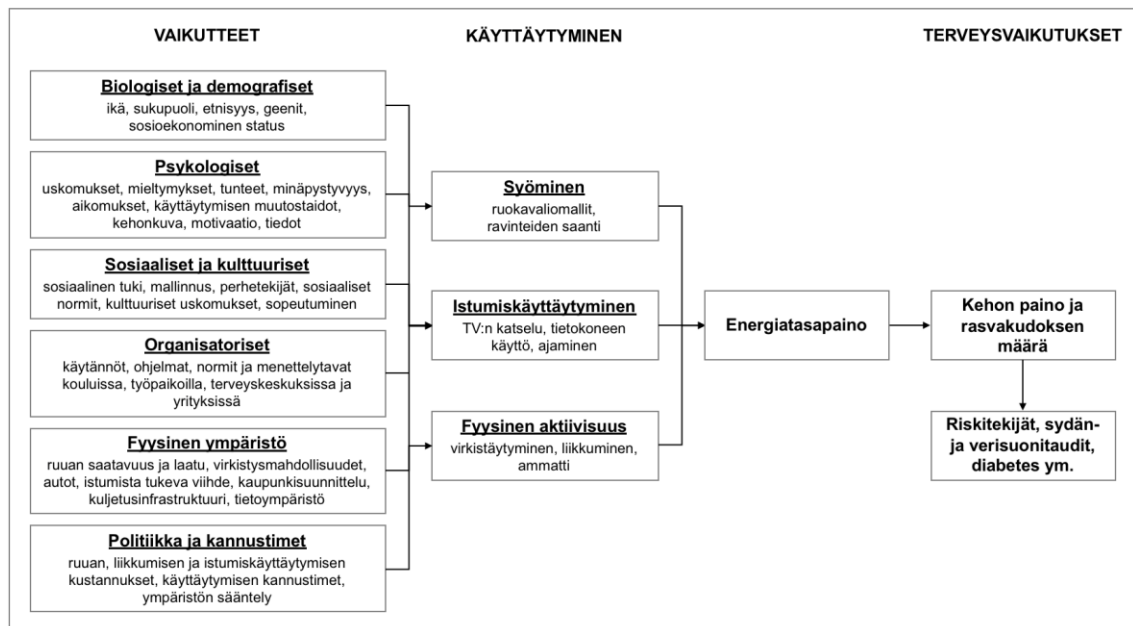 VAIKUTTEET
KÄYTTÄYTYMINEN
TERVEYSVAIKUTUKSET
Biologiset ja demografiset
ikä, sukupuoli, etnisyys, geenit,
sosioekonominen status
Psykologiset
uskomukset, mieltymykset, tunteet, minäpystyvyys,
aikomukset, käyttäytymisen muutostaidot,
kehonkuva, motivaatio, tiedot
Sosiaaliset ja kulttuuriset
sosiaalinen tuki, mallinnus, perhetekijät, sosiaaliset
normit, kulttuuriset uskomukset, sopeutuminen
Organisatoriset
käytännöt, ohjelmat, normit ja menettelytavat
kouluissa, työpaikoilla, terveyskeskuksissa ja
yrityksissä
Fyysinen ympäristö
ruuan saatavuus ja laatu, virkistysmahdollisuudet,
autot, istumista tukeva viihde, kaupunkisuunnittelu,
kuljetusinfrastruktuuri, tietoympäristö
Politiikka ja kannustimet
ruuan, liikkumisen ja istumiskäyttäytymisen
kustannukset, käyttäytymisen kannustimet,
ympäristön sääntely
Syöminen
ruokavaliomallit,
ravinteiden saanti
Istumiskäyttäytyminen
TV:n katselu, tietokoneen
käyttö, ajaminen
Fyysinen aktiivisuus
virkistäytyminen, liikkuminen,
ammatti
Energiatasapaino
Kehon paino ja
rasvakudoksen
määrä
Riskitekijät, sydän-
ja verisuonitaudit,
diabetes ym.